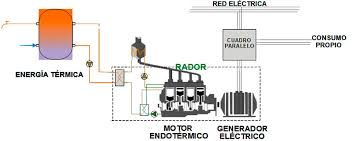 RED ELÉCTRICA
CONSUMO
PROPIO
CUADRO
PARALELO
RADOR
ENERGÍA TÉRMICA
MOTOR
ENDOTÉRMICO
GENERADOR
ELÉCTRICO